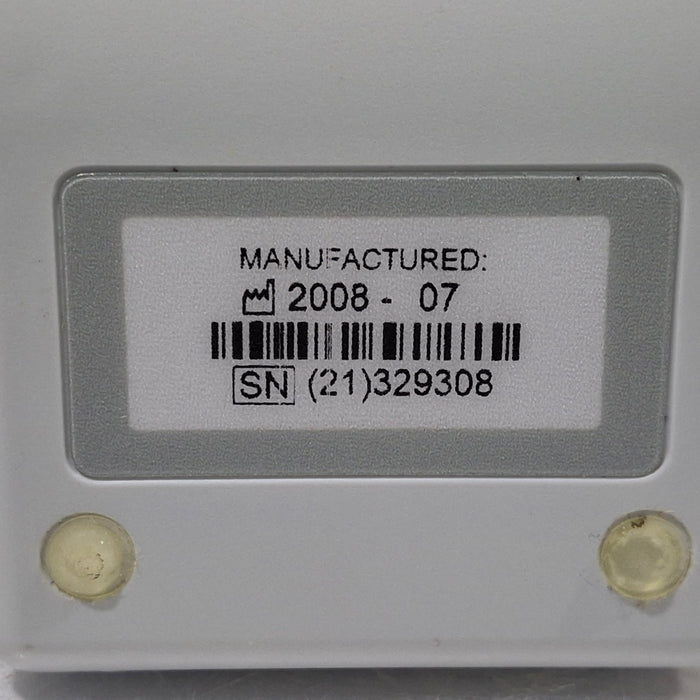 MANUFACTURED:
2008 - 07
SN (21)329308